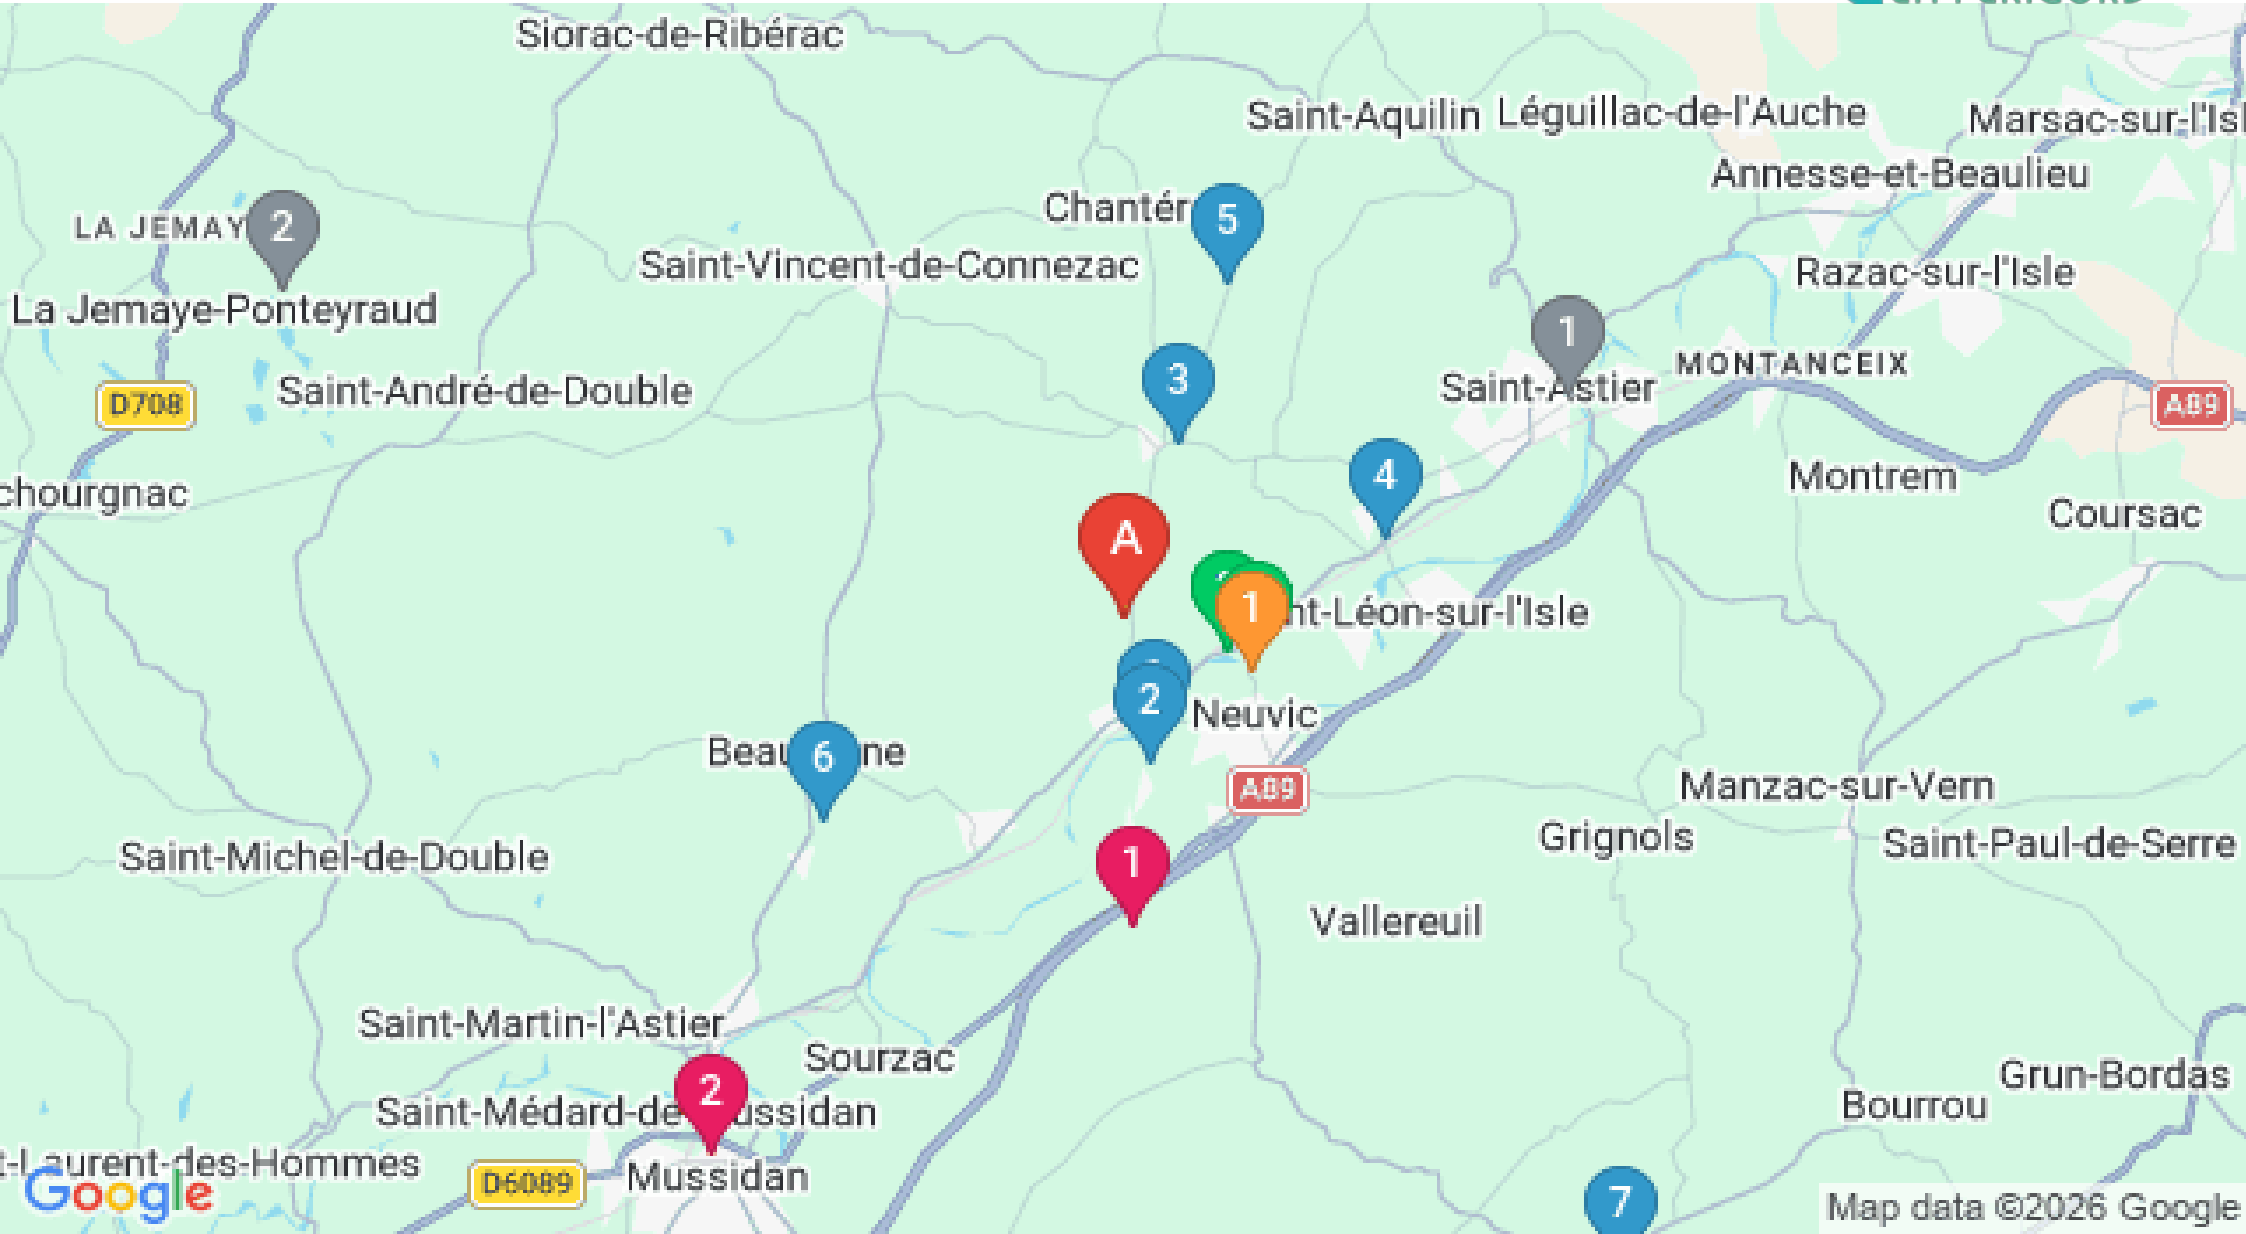 Siorac-de-Ribérac
Saint-Aquilin
Léguillac-de-l'Auche
Marsac-sur-l'Isl
Annesse-et-Beaulieu
Chantér
5
LA JEMAY
2
Saint-Vincent-de-Connezac
Razac-sur-l'Isle
La Jemaye-Ponteyraud
1
MONTANCEIX
3
Saint-André-de-Double
Saint-Astier
D708
A89
4
Montrem
chourgnac
Coursac
A
1
nt-Léon-sur-l'Isle
2
Neuvic
Beau
6
ne
A89
Manzac-sur-Vern
Grignols
Saint-Paul-de-Serre
Saint-Michel-de-Double
1
Vallereuil
Saint-Martin-l'Astier
Sourzac
Grun-Bordas
2
Saint-Médard-de-
ussidan
Bourrou
t-Laurent-des-Hommes
Mussidan
D6089
Google
7
Map data ©2026 Google